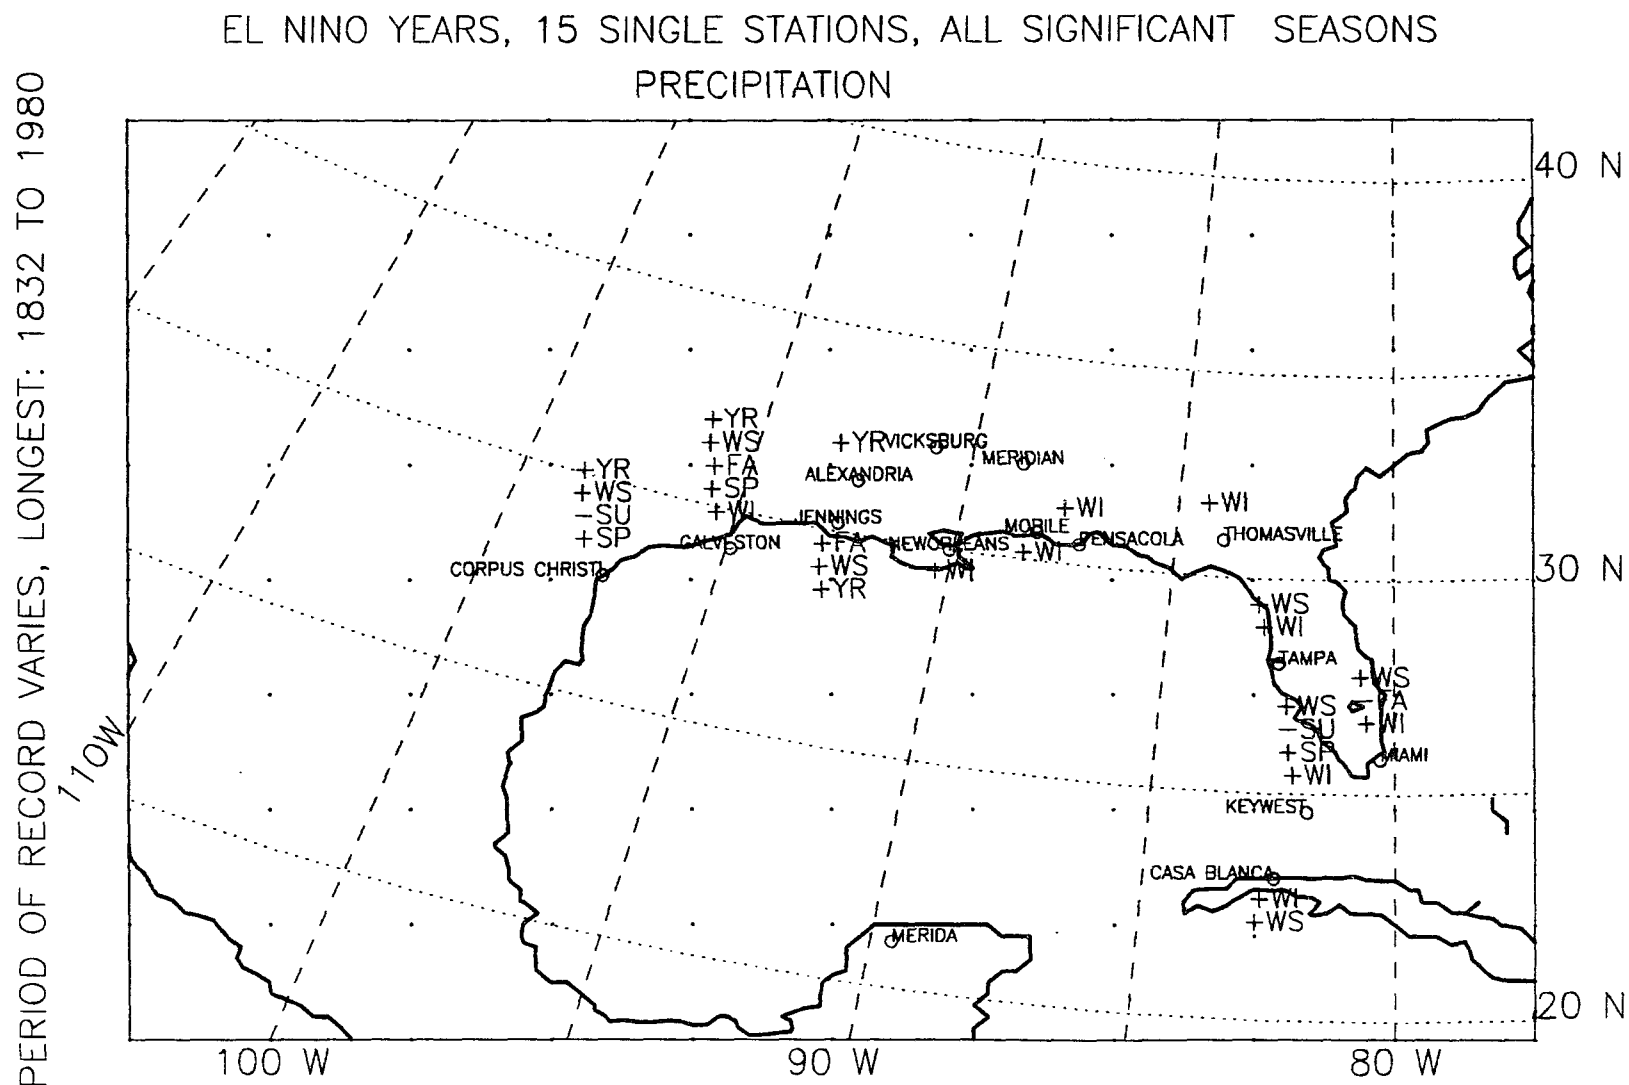 EL NINO YEARS, 15 SINGLE STATIONS, ALL SIGNIFICANT SEASONS
PRECIPITATION
PERIOD OF RECORD VARIES, LONGEST: 1832 TO 1980
40 N
+YR
+WS
+FA
+SP
+WI
+YR
+WS
-SU
+SP
+YR
VICKSBURG
MERIDIAN
ALEXANDRIA
+WI
+WI
JENNINGS
MOBILE
PENSACOLA
THOMASVILLE
GALVESTON
NEWORLEANS
+FA
+WS
+YR
+WI
+WI
CORPUS CHRISTI
30 N
+WS
+WI
TAMPA
+WS
-FA
+WI
+WS
-SU
+SP
+WI
MIAMI
110W
KEYWEST
CASA BLANCA
+WI
+WS
MERIDA
20 N
100 W
90 W
80 W